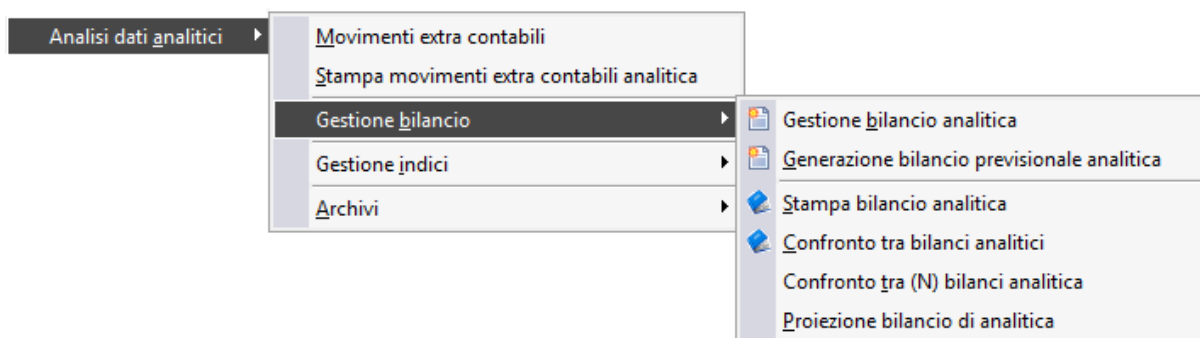 Analisi dati analitici
Movimenti extra contabili
Stampa movimenti extra contabili analitica
Gestione bilancio
Gestione indici
Archivi
Gestione bilancio analitica
Generazione bilancio previsionale analitica
Stampa bilancio analitica
Confronto tra bilanci analitici
Confronto tra (N) bilanci analitica
Proiezione bilancio di analitica